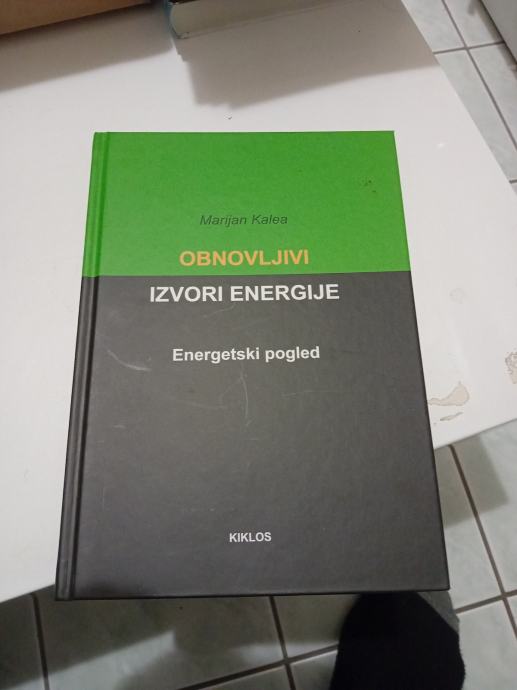 Marijan Kalea
OBNOVLJIVI
IZVORI ENERGIJE
Energetski pogled
KIKLOS